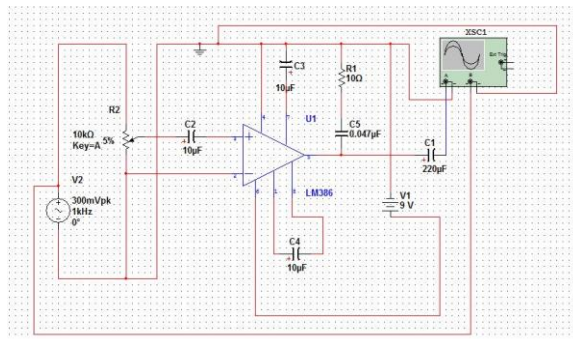 XSC1
Ext Trig
A
B
C3
10μF
R1
10Ω
U1
R2
10kΩ
Key=A
5%
C2
10μF
C5
0.047μF
C1
220μF
LM386
V2
300mVpk
1kHz
0°
V1
9 V
C4
10μF